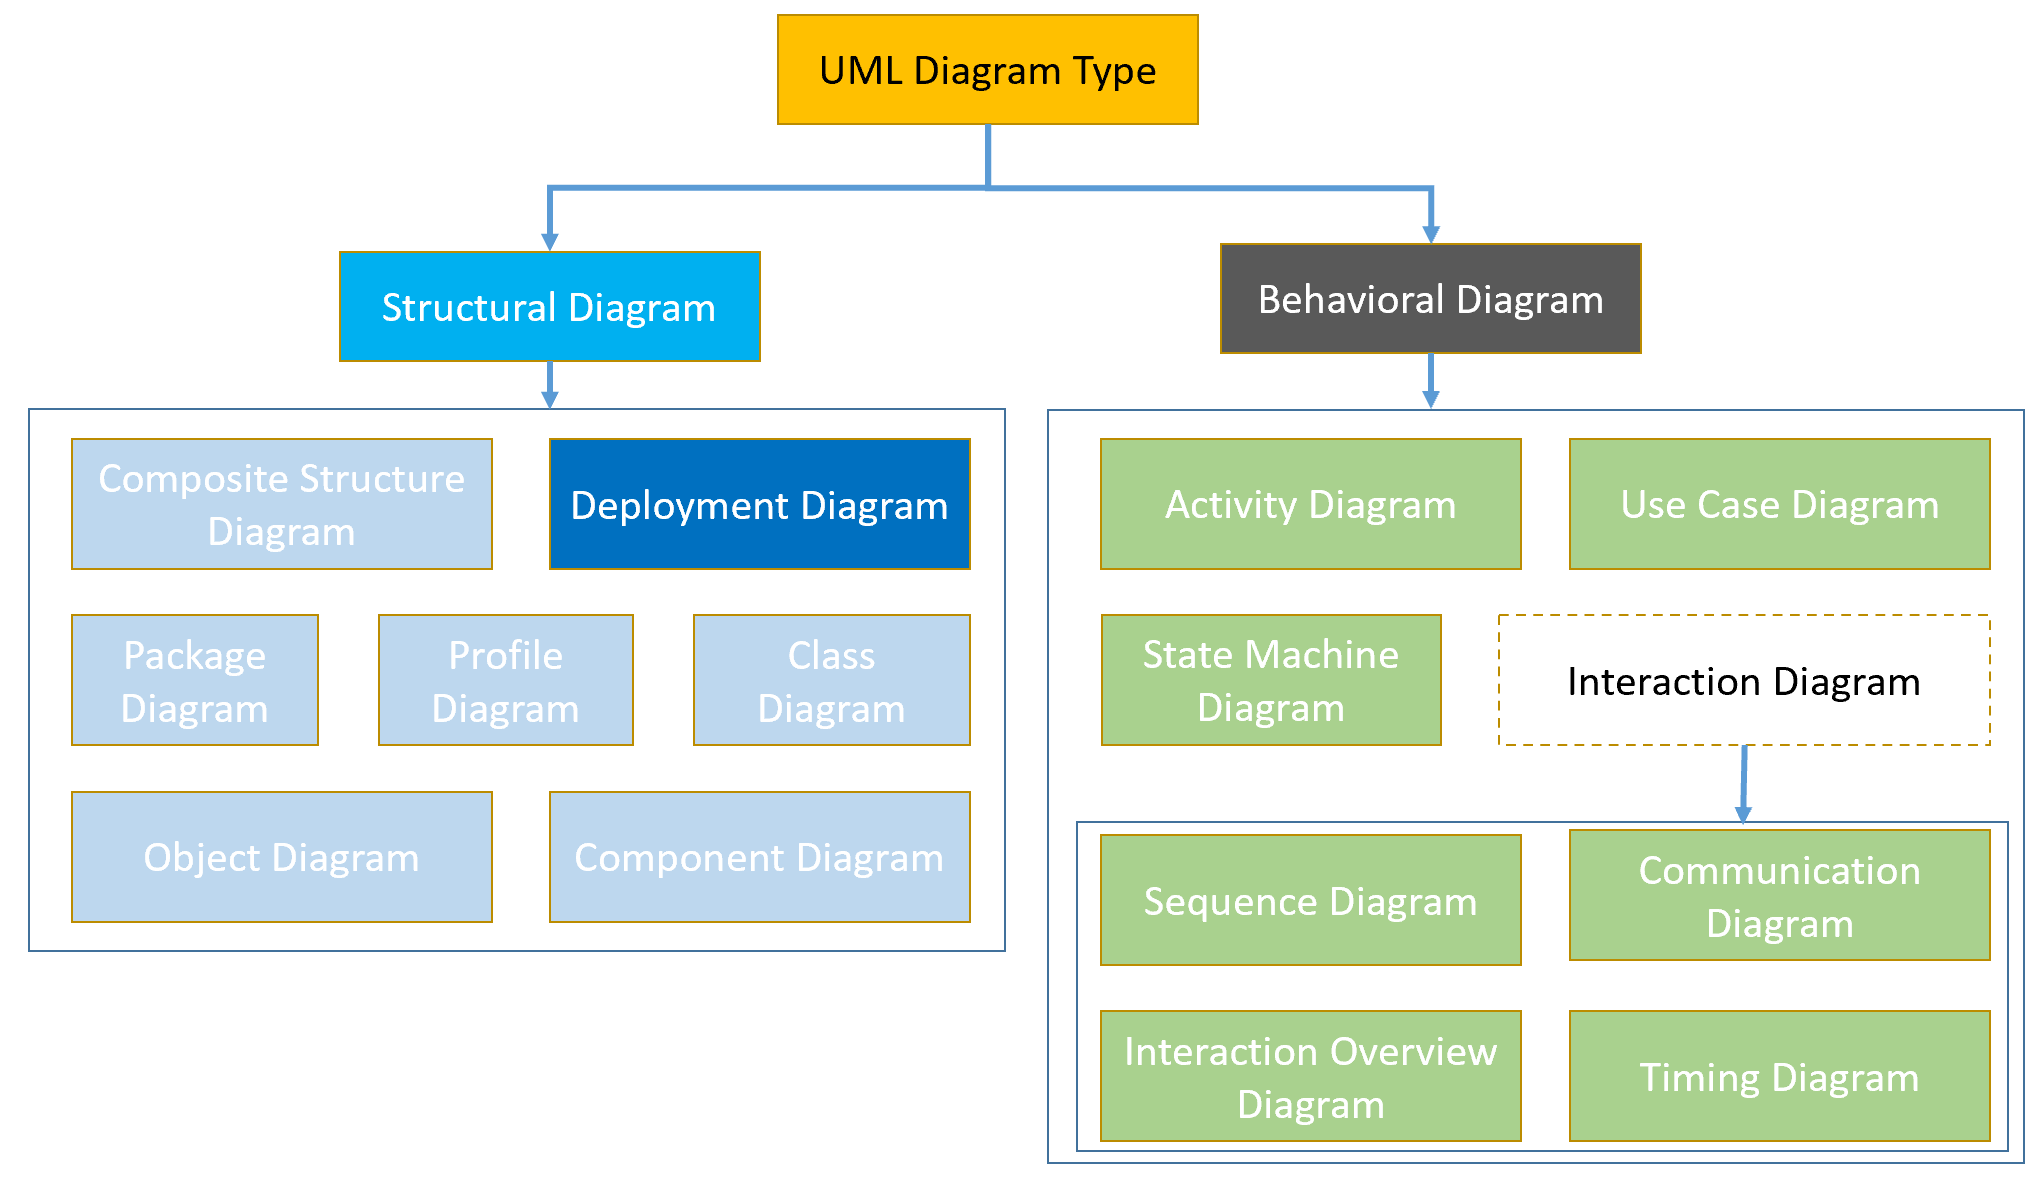 UML Diagram Type
Structural Diagram
Behavioral Diagram
Composite Structure
Diagram
Deployment Diagram
Package
Diagram
Profile
Diagram
Class
Diagram
Object Diagram
Component Diagram
Activity Diagram
Use Case Diagram
State Machine
Diagram
Interaction Diagram
Sequence Diagram
Communication
Diagram
Interaction Overview
Diagram
Timing Diagram